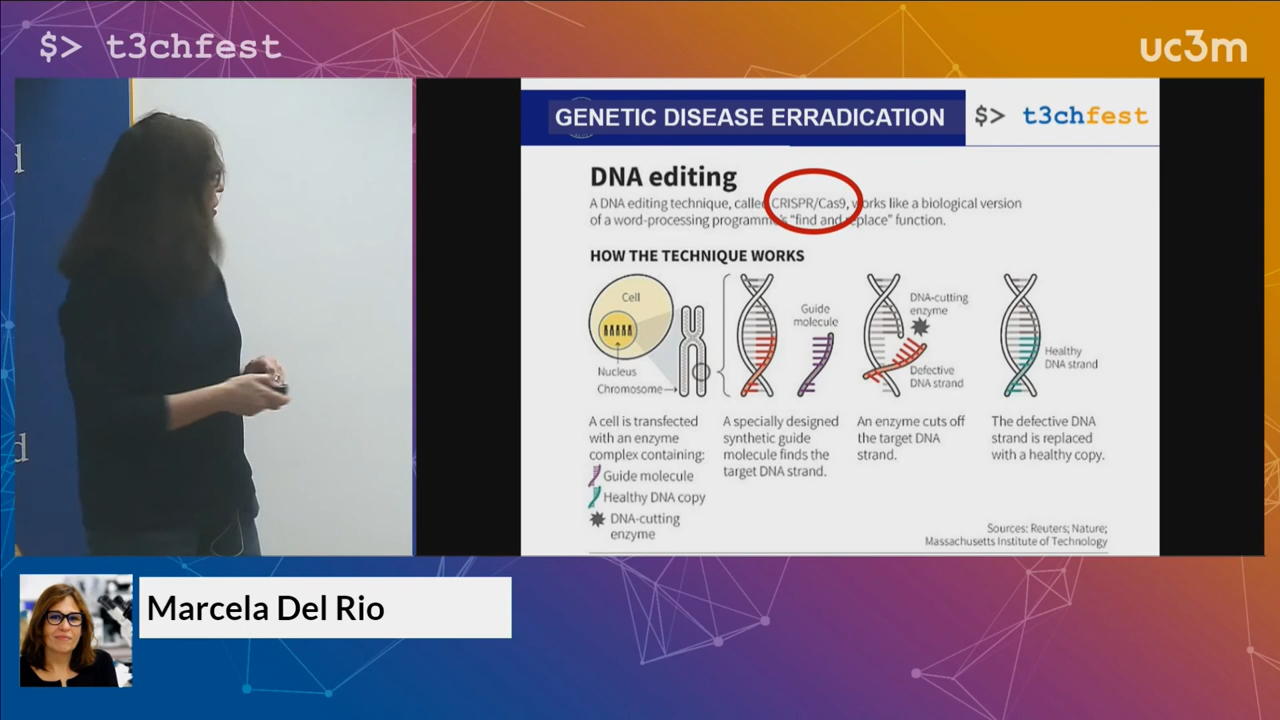 $> t3chfest
uc3m
d
d
GENETIC DISEASE ERRADICATION
$> t3chfest
DNA editing
A DNA editing technique, called CRISPR/Cas9, works like a biological version
of a word-processing programme's “find and replace” function.
HOW THE TECHNIQUE WORKS
Cell
Nucleus
Chromosome
Guide
molecule
DNA-cutting
enzyme
Defective
DNA strand
Healthy
DNA strand
A cell is transfected
with an enzyme
complex containing:
Guide molecule
Healthy DNA copy
DNA-cutting
enzyme
A specially designed
synthetic guide
molecule finds the
target DNA strand.
An enzyme cuts off
the target DNA
strand.
The defective DNA
strand is replaced
with a healthy copy.
Sources: Reuters; Nature;
Massachusetts Institute of Technology
Marcela Del Rio